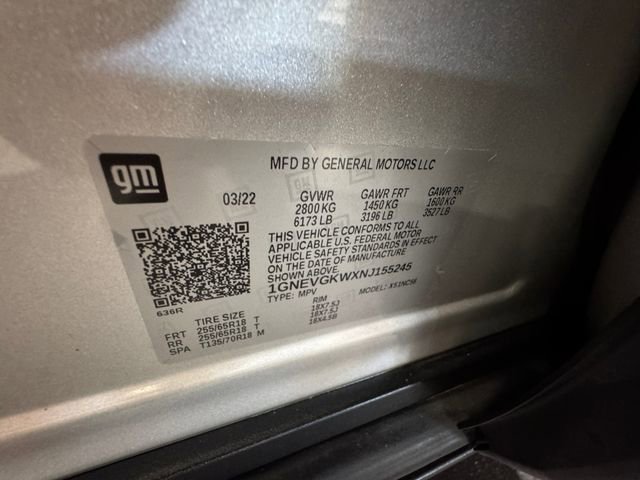 gm
MFD BY GENERAL MOTORS LLC
03/22
GVWR GAWR FRT GAWR RR
2800 KG 1450 KG 1600 KG
6173 LB 3196 LB 3527 LB
THIS VEHICLE CONFORMS TO ALL
APPLICABLE U.S. FEDERAL MOTOR
VEHICLE SAFETY STANDARDS IN EFFECT
ON THE DATE OF MANUFACTURE
SHOWN ABOVE.
1GNEVGKWXNJ155245
TYPE: MPV MODEL: XS1NC56
636R
TIRE SIZE RIM
FRT 255/65R18 T 18X7.5J
RR 255/65R18 T 18X7.5J
SPA T135/70R18 M 18X4.5B